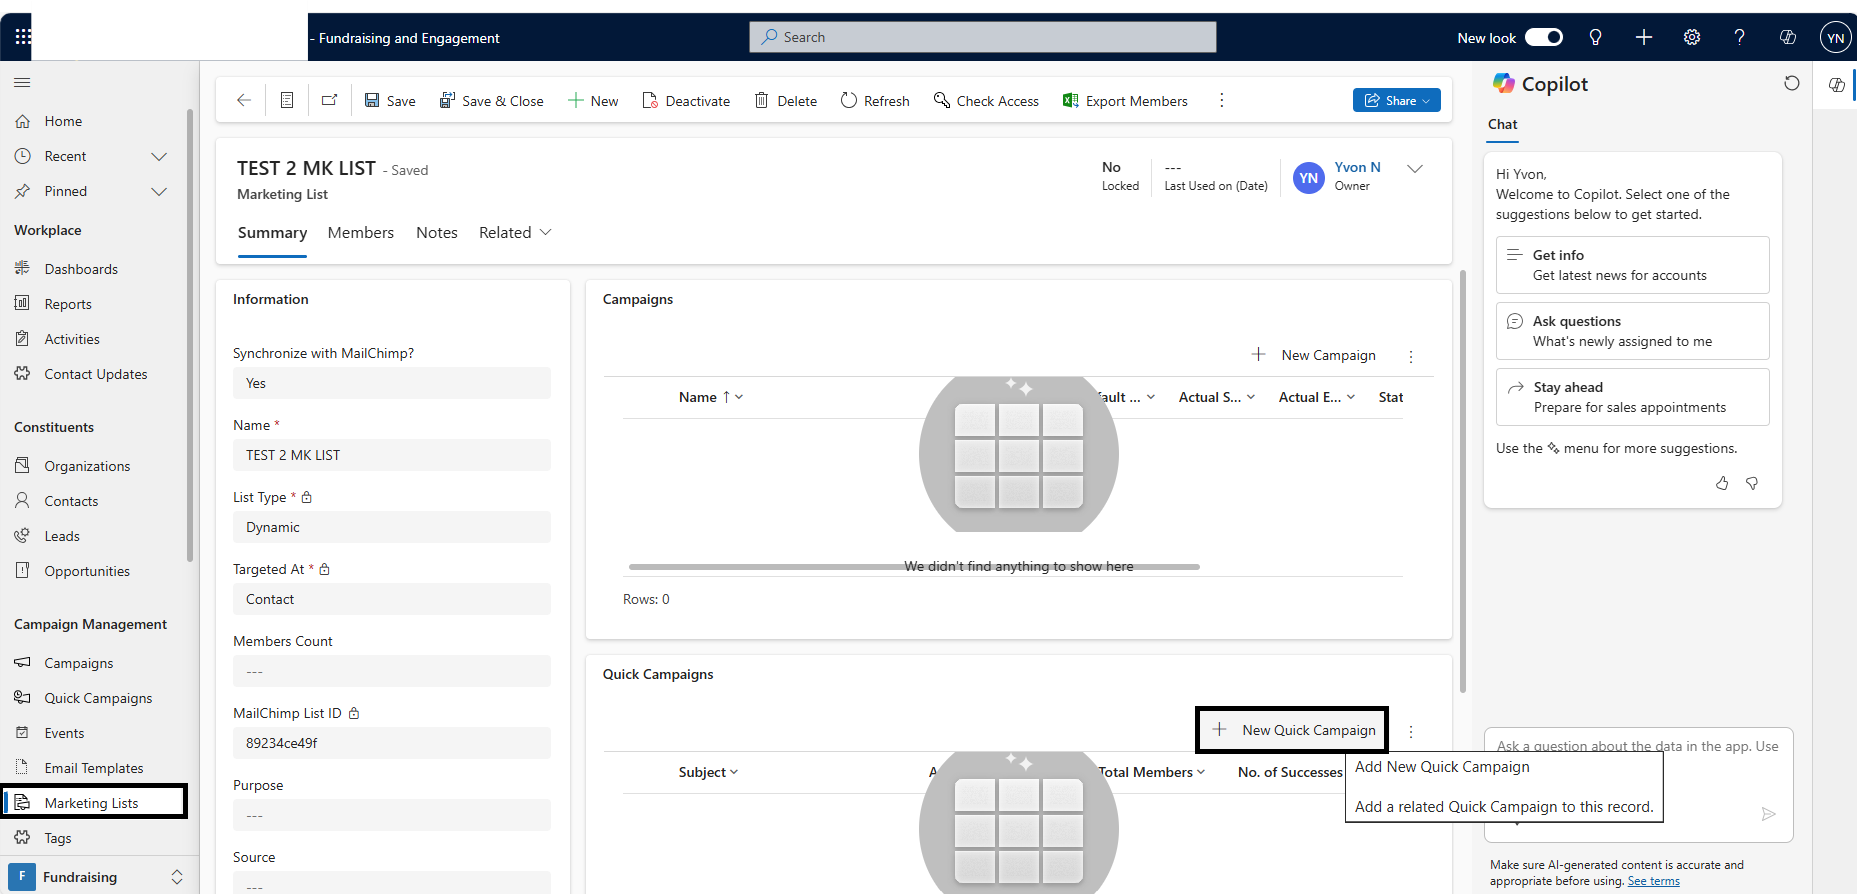 - Fundraising and Engagement
Search
New look
YN
Home
Recent
Pinned
Workplace
Dashboards
Reports
Activities
Contact Updates
Constituents
Organizations
Contacts
Leads
Opportunities
Campaign Management
Campaigns
Quick Campaigns
Events
Email Templates
Marketing Lists
Tags
F Fundraising
Save
Save & Close
New
Deactivate
Delete
Refresh
Check Access
Export Members
Share
TEST 2 MK LIST - Saved
Marketing List
No
Locked
---
Last Used on (Date)
YN
Yvon N
Owner
Summary
Members
Notes
Related
Information
Synchronize with MailChimp?
Yes
Name *
TEST 2 MK LIST
List Type *
Dynamic
Targeted At *
Contact
Members Count
---
MailChimp List ID
89234ce49f
Purpose
---
Source
---
Campaigns
New Campaign
Name ↑
fault ...
Actual S...
Actual E...
Stat
We didn't find anything to show here
Rows: 0
Quick Campaigns
New Quick Campaign
Subject
A
Total Members
No. of Successes
Add New Quick Campaign
Add a related Quick Campaign to this record.
Copilot
Chat
Hi Yvon,
Welcome to Copilot. Select one of the
suggestions below to get started.
Get info
Get latest news for accounts
Ask questions
What's newly assigned to me
Stay ahead
Prepare for sales appointments
Use the menu for more suggestions.
Ask a question about the data in the app. Use
Make sure AI-generated content is accurate and
appropriate before using. See terms